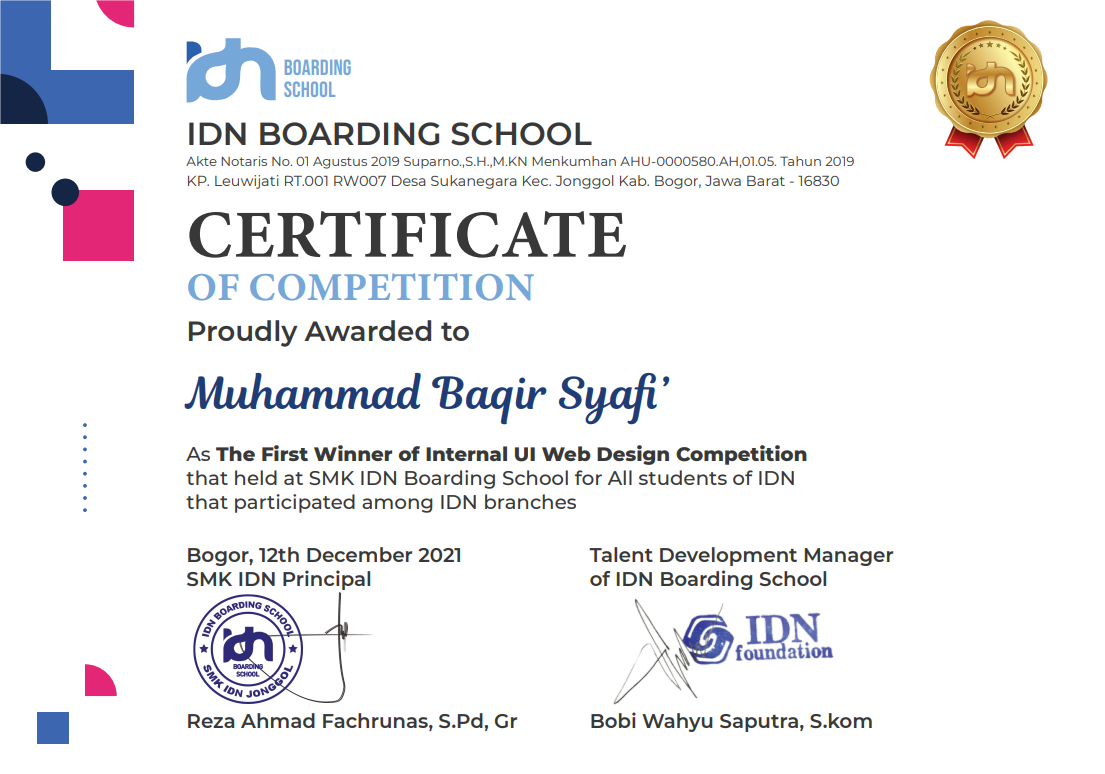 idn BOARDING
SCHOOL
idn
IDN BOARDING SCHOOL
Akte Notaris No. 01 Agustus 2019 Suparno.,S.H.,M.KN Menkumhan AHU-0000580.AH,01.05. Tahun 2019
KP. Leuwijati RT.001 RW007 Desa Sukanegara Kec. Jonggol Kab. Bogor, Jawa Barat - 16830
CERTIFICATE
OF COMPETITION
Proudly Awarded to
Muhammad Baqir Syafi'
As The First Winner of Internal UI Web Design Competition
that held at SMK IDN Boarding School for All students of IDN
that participated among IDN branches
Bogor, 12th December 2021
SMK IDN Principal
IDN BOARDING SCHOOL
idn
BOARDING
SCHOOL
SMK IDN JONGGOL
Reza Ahmad Fachrunas, S.Pd, Gr
Talent Development Manager
of IDN Boarding School
IDN
foundation
Bobi Wahyu Saputra, S.kom